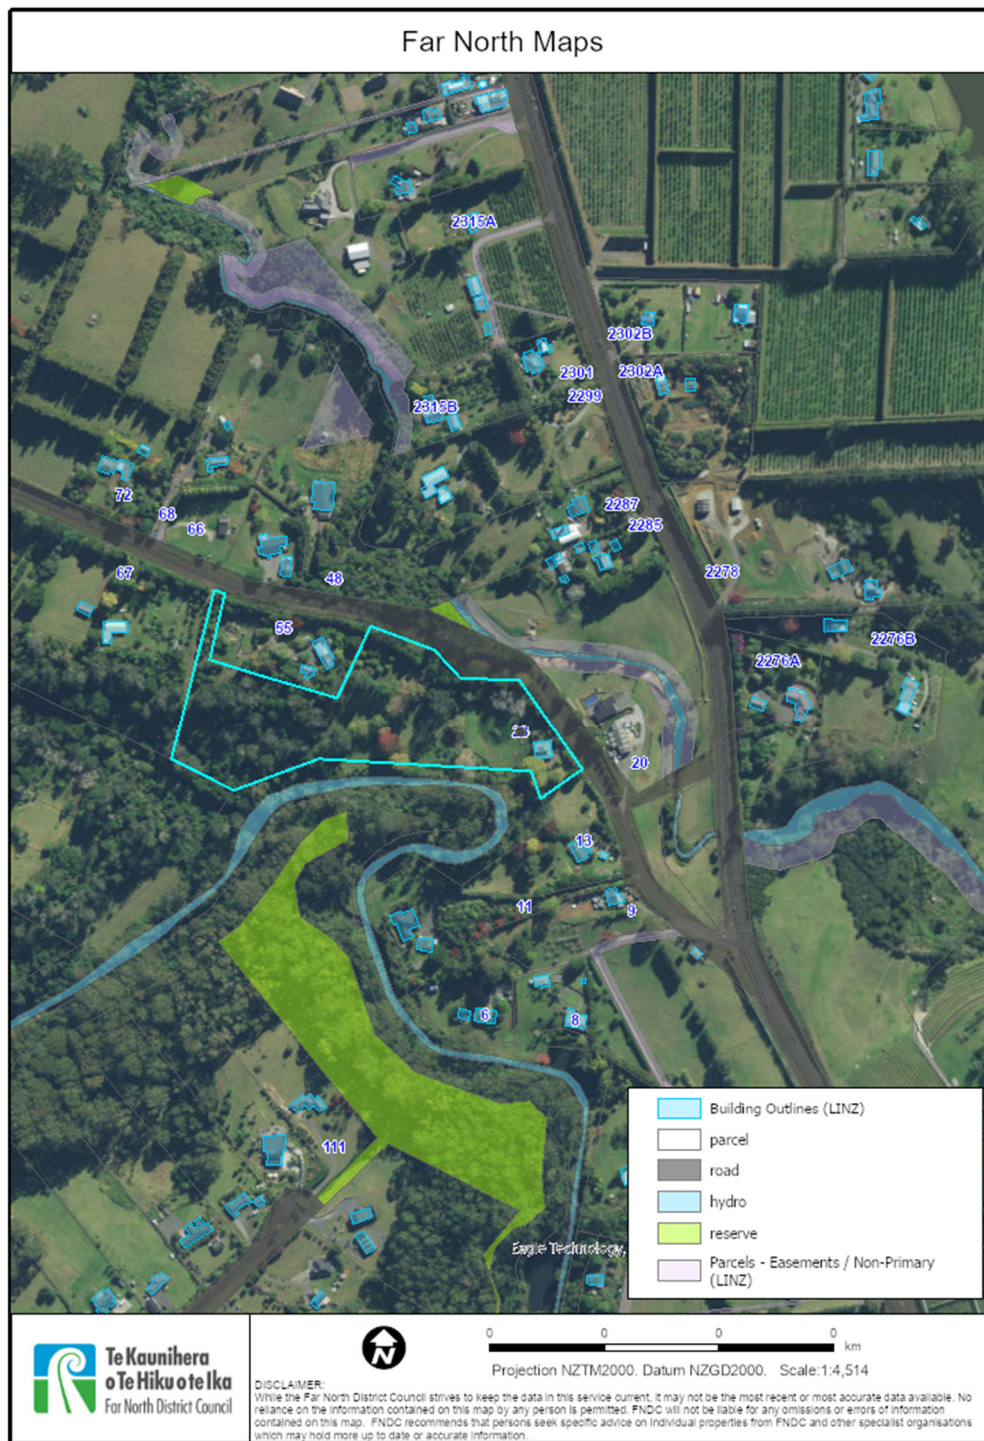 Far North Maps
2315A
2302B
2301
2302A
2299
2315B
72
2287
68
2285
66
67
48
2278
55
2276B
2276A
20
13
11
9
6
8
111
Building Outlines (LINZ)
parcel
road
hydro
reserve
Parcels - Easements / Non-Primary
(LINZ)
Eagle Technology,
Te Kaunihera
o Te Hiku o te Ika
Far North District Council
N
0 0 0 0
km
Projection NZTM2000. Datum NZGD2000. Scale:1:4,514
DISCLAIMER:
While the Far North District Council strives to keep the data in this service current, it may not be the most recent or most accurate data available. No
reliance on the information contained on this map by any person is permitted. FNDC will not be liable for any omissions or errors of information
contained on this map. FNDC recommends that persons seek specific advice on individual properties from FNDC and other specialist organisations
which may hold more up to date or accurate information.